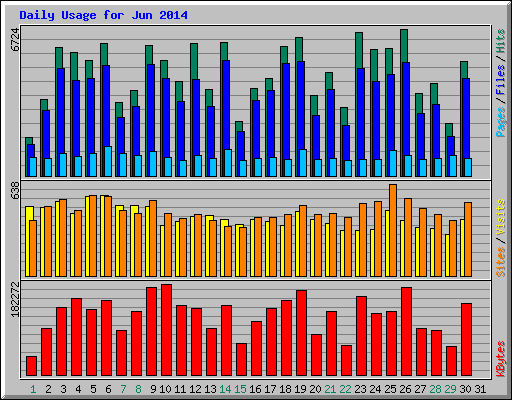 Daily Usage for Jun 2014
6724
Pages / Files / Hits
638
Sites / Visits
182272
KBytes
1 2 3 4 5 6 7 8 9 10 11 12 13 14 15 16 17 18 19 20 21 22 23 24 25 26 27 28 29 30 31